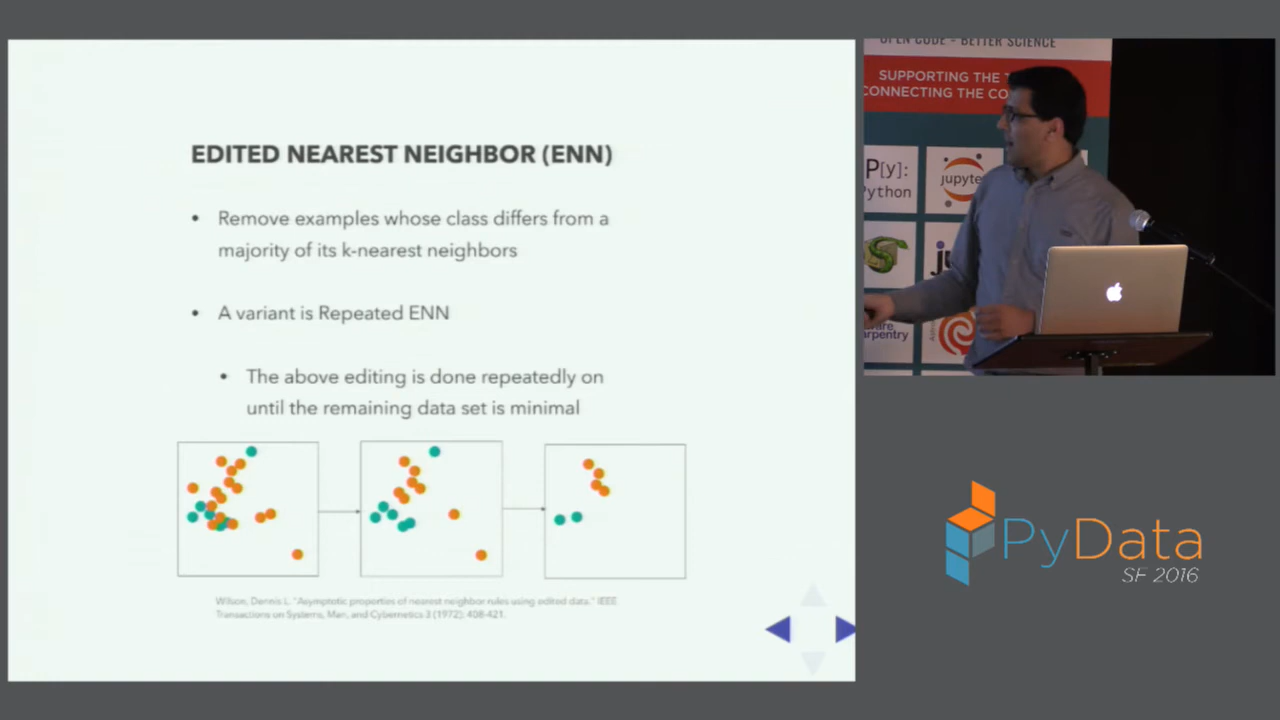 EDITED NEAREST NEIGHBOR (ENN)
• Remove examples whose class differs from a
majority of its k-nearest neighbors
• A variant is Repeated ENN
• The above editing is done repeatedly on
until the remaining data set is minimal
Wilson, Dennis L. "Asymptotic properties of nearest neighbor rules using edited data." IEEE
Transactions on Systems, Man, and Cybernetics 3 (1972): 408-421.
OPEN CODE - BETTER SCIENCE
SUPPORTING THE
CONNECTING THE CO
P[y]:
Python
jupyte
ju
arpentry
PyData
SF 2016